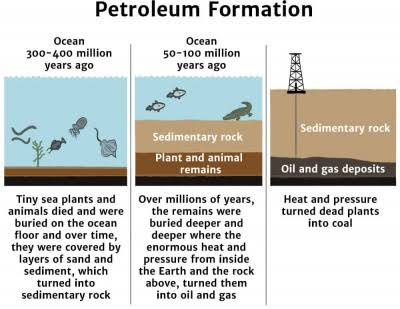 Petroleum Formation
Ocean
300-400 million
years ago
Tiny sea plants and
animals died and were
buried on the ocean
floor and over time,
they were covered by
layers of sand and
sediment, which
turned into
sedimentary rock
Ocean
50-100 million
years ago
Sedimentary rock
Plant and animal
remains
Over millions of years,
the remains were
buried deeper and
deeper where the
enormous heat and
pressure from inside
the Earth and the rock
above, turned them
into oil and gas
Sedimentary rock
Oil and gas deposits
Heat and pressure
turned dead plants
into coal